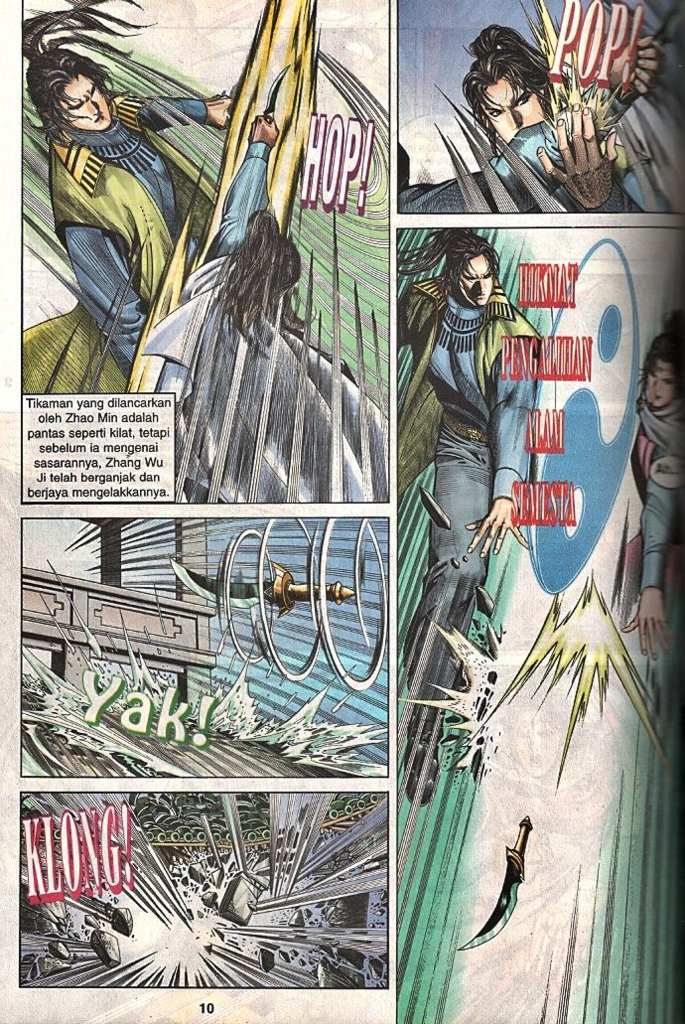 HOP!
Tikaman yang dilancarkan
oleh Zhao Min adalah
pantas seperti kilat, tetapi
sebelum ia mengenai
sasarannya, Zhang Wu
Ji telah berganjak dan
berjaya mengelakkannya.
POP!
HIKMAT
PENGALIHAN
ALAM
SEMESTA
Yak!
KLONG!
10